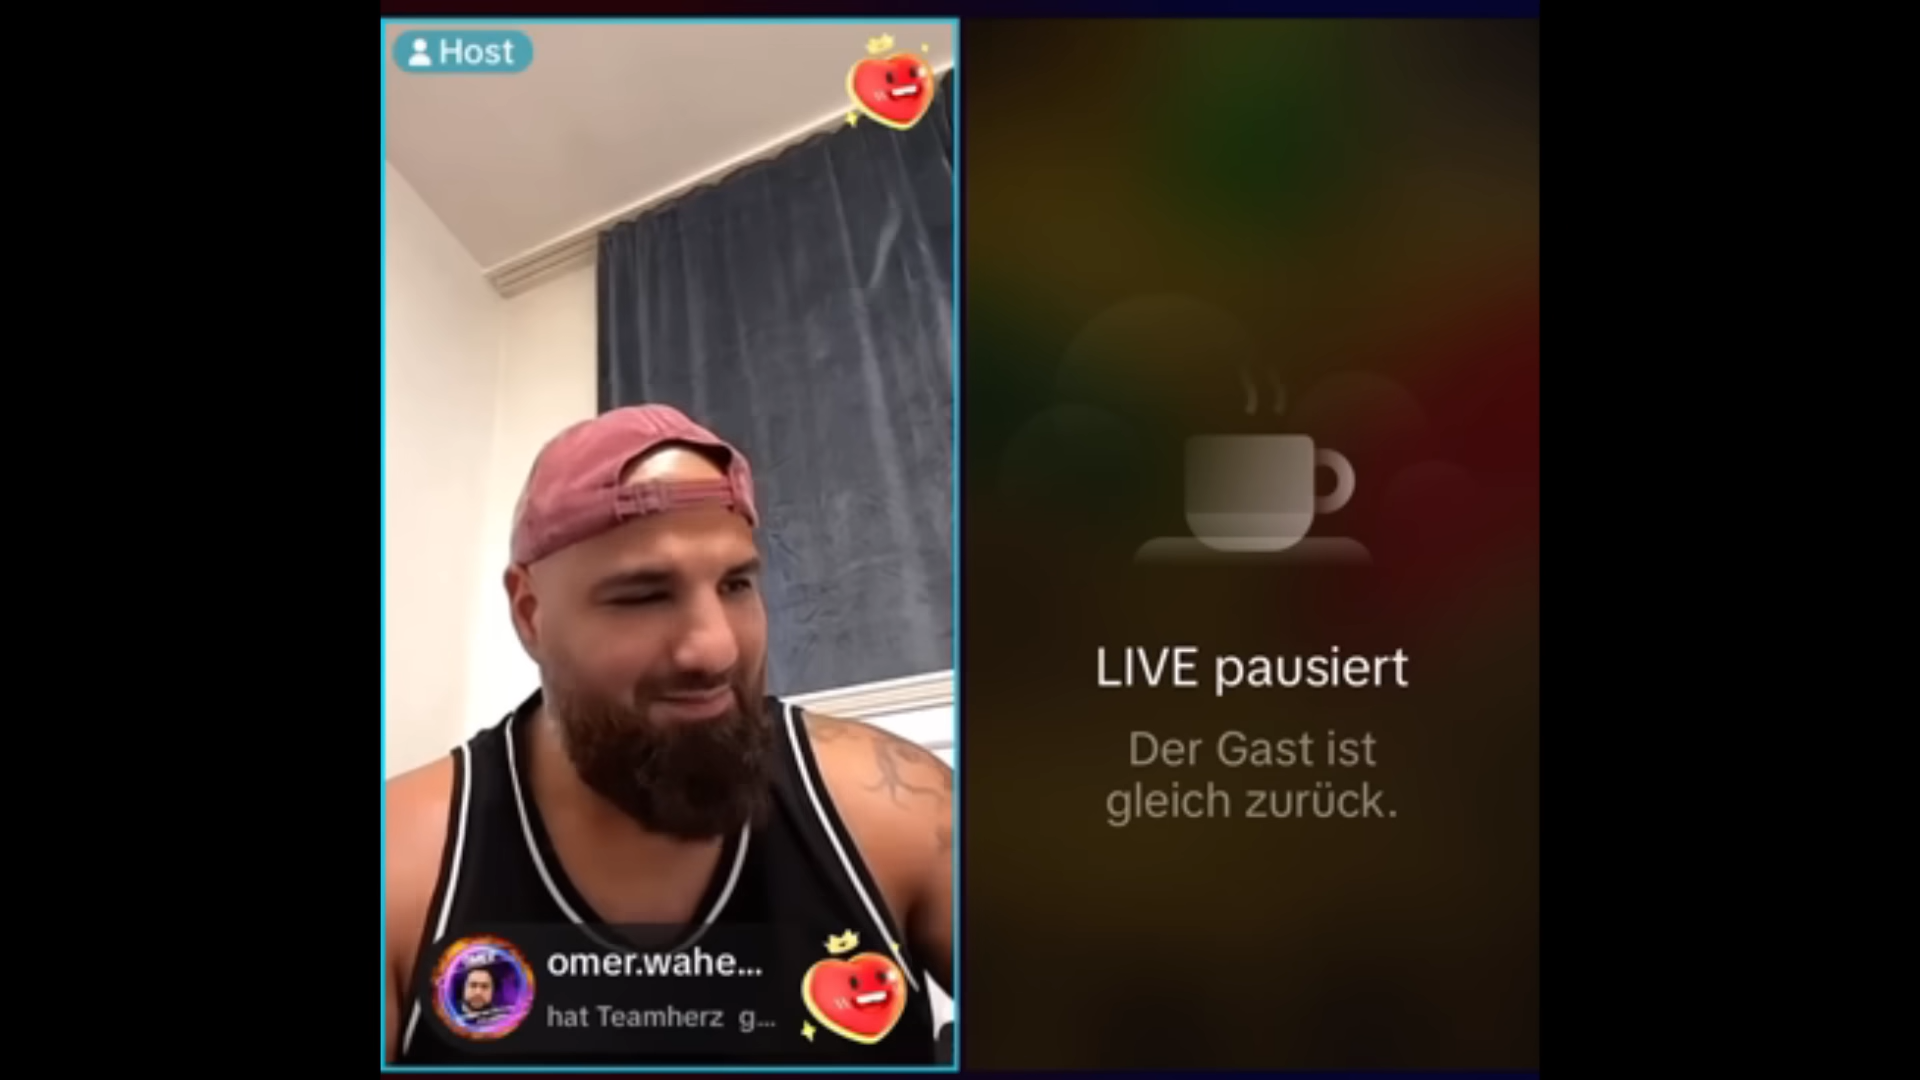 Host
omer.wahe...
hat Teamherz g...
LIVE pausiert
Der Gast ist
gleich zurück.